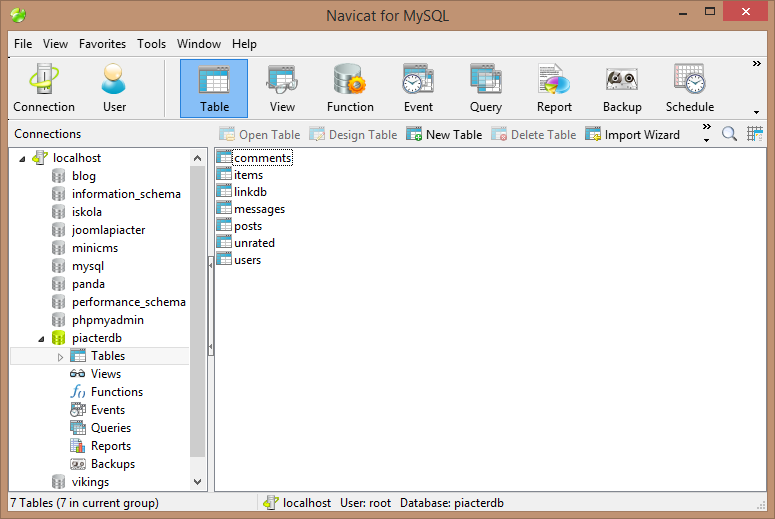 Navicat for MySQL
File View Favorites Tools Window Help
Connection User Table View Function Event Query Report Backup Schedule
Connections
Open Table Design Table New Table Delete Table Import Wizard
localhost
blog
information_schema
iskola
joomlapiacter
minicms
mysql
panda
performance_schema
phpmyadmin
piacterdb
Tables
Views
Functions
Events
Queries
Reports
Backups
vikings
comments
items
linkdb
messages
posts
unrated
users
7 Tables (7 in current group) localhost User: root Database: piacterdb